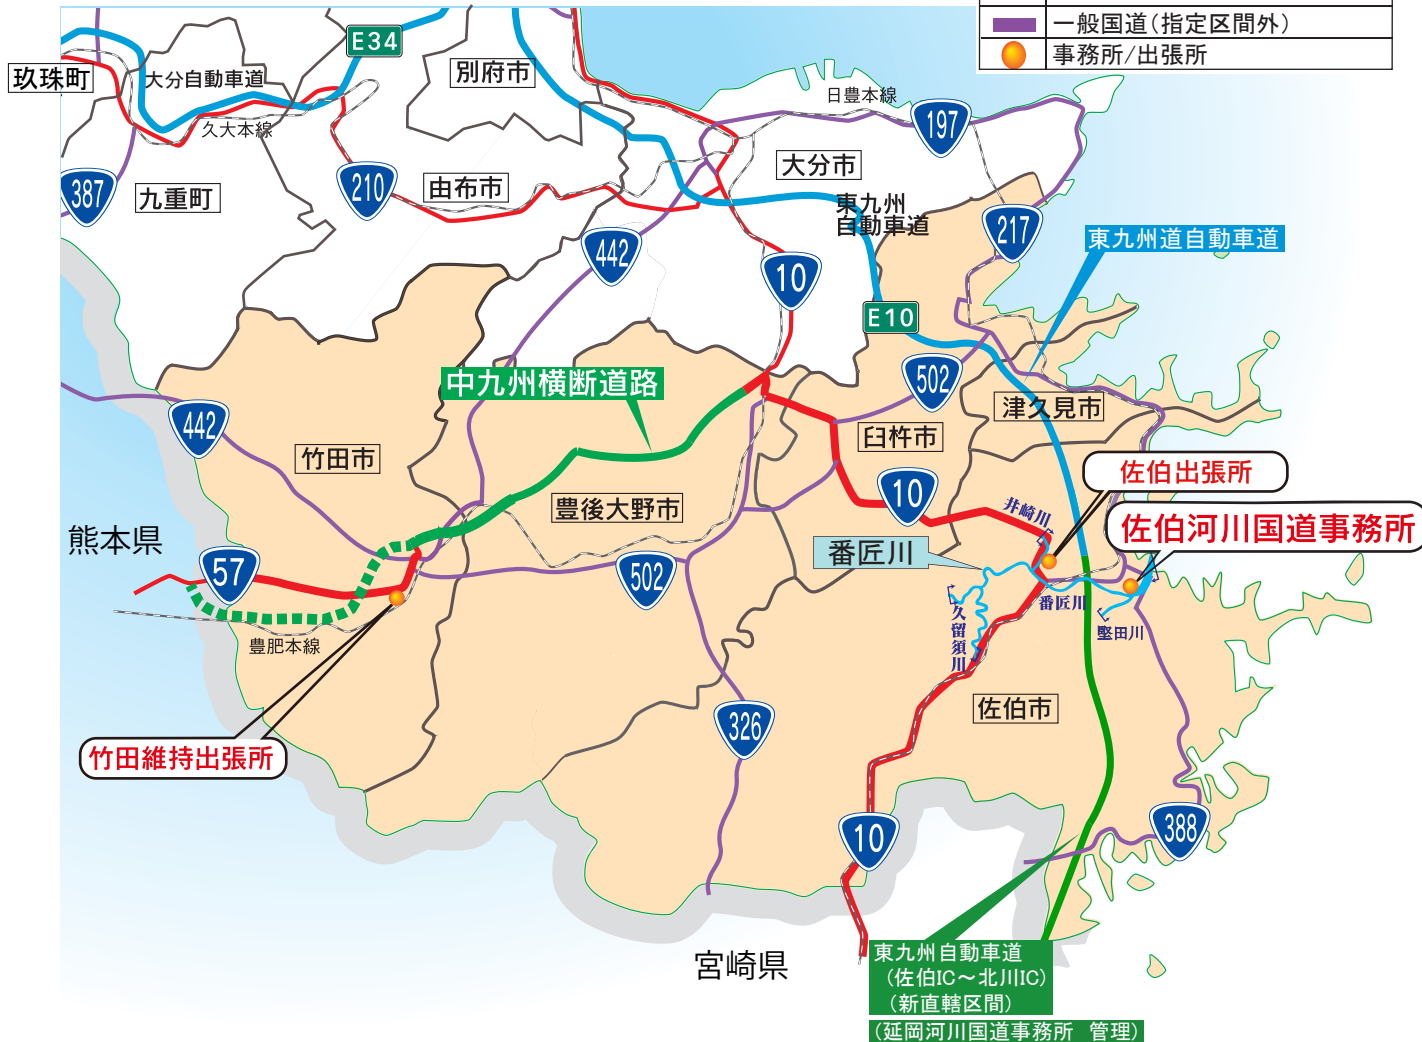 一般国道(指定区間外)
事務所/出張所
E34
玖珠町
大分自動車道
別府市
久大本線
日豊本線
197
大分市
387
九重町
210
由布市
東九州
自動車道
217
442
東九州道自動車道
10
E10
中九州横断道路
502
442
津久見市
竹田市
臼杵市
佐伯出張所
10
豊後大野市
井崎川
佐伯河川国道事務所
熊本県
番匠川
57
502
久留須川
番匠川
堅田川
豊肥本線
佐伯市
326
竹田維持出張所
10
388
宮崎県
東九州自動車道
(佐伯IC～北川IC)
(新直轄区間)
(延岡河川国道事務所 管理)